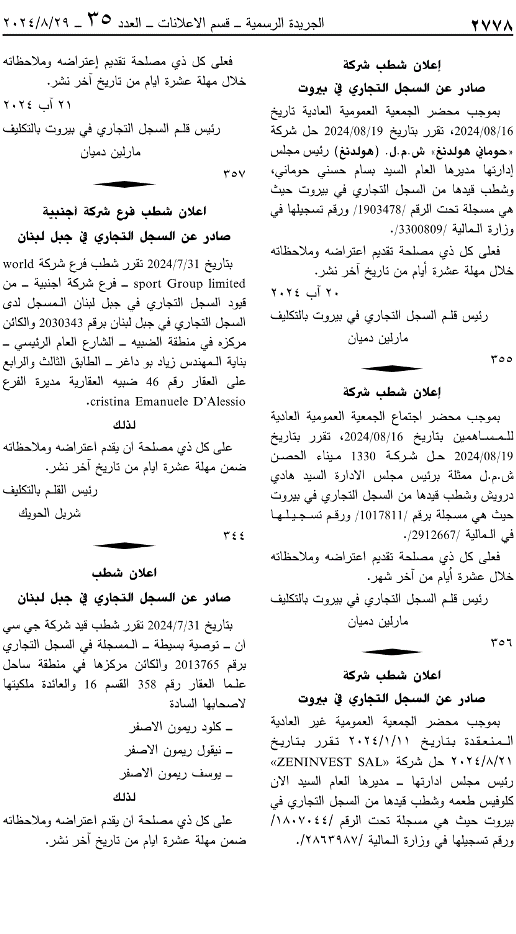 ٢٧٧٨
الجريدة الرسمية ــ قسم الاعلانات ــ العدد ٣٥ ــ ٢٠٢٤/٨/٢٩
إعلان شطب شركة
صادر عن السجل التجاري في بيروت
بموجب محضر الجمعية العمومية العادية تاريخ
2024/08/16، تقرر بتاريخ 2024/08/19 حل شركة
«حوماني هولدنغ» ش.م.ل. (هولدنغ) رئيس مجلس
إدارتها مديرها العام السيد بسام حسني حوماني،
وشطب قيدها من السجل التجاري في بيروت حيث
هي مسجلة تحت الرقم /1903478/ ورقم تسجيلها في
وزارة المالية /3300809/.
فعلى كل ذي مصلحة تقديم اعتراضه وملاحظاته
خلال مهلة عشرة أيام من تاريخ آخر نشر.
٢٠ آب ٢٠٢٤
رئيس قلم السجل التجاري في بيروت بالتكليف
مارلين دميان
٣٥٥
إعلان شطب شركة
بموجب محضر اجتماع الجمعية العمومية العادية
للمساهمين بتاريخ 2024/08/16، تقرر بتاريخ
2024/08/19 حل شركة 1330 ميناء الحصن
ش.م.ل ممثلة برئيس مجلس الادارة السيد هادي
درويش وشطب قيدها من السجل التجاري في بيروت
حيث هي مسجلة برقم /1017811/ ورقم تسجيلها
في المالية /2912667/.
فعلى كل ذي مصلحة تقديم اعتراضه وملاحظاته
خلال عشرة أيام من آخر شهر.
رئيس قلم السجل التجاري في بيروت بالتكليف
مارلين دميان
٣٥٦
اعلان شطب شركة
صادر عن السجل التجاري في بيروت
بموجب محضر الجمعية العمومية غير العادية
المنعقدة بتاريخ ٢٠٢٤/١/١١ تقرر بتاريخ
٢٠٢٤/٨/٢١ حل شركة «ZENINVEST SAL»
رئيس مجلس ادارتها ــ مديرها العام السيد الان
كلوفيس طعمه وشطب قيدها من السجل التجاري في
بيروت حيث هي مسجلة تحت الرقم /١٨٠٧٠٤٤/
ورقم تسجيلها في وزارة المالية /٢٨٦٣٩٨٧/.
فعلى كل ذي مصلحة تقديم إعتراضه وملاحظاته
خلال مهلة عشرة ايام من تاريخ آخر نشر.
٢١ آب ٢٠٢٤
رئيس قلم السجل التجاري في بيروت بالتكليف
مارلين دميان
٣٥٧
اعلان شطب فرع شركة أجنبية
صادر عن السجل التجاري في جبل لبنان
بتاريخ 2024/7/31 تقرر شطب فرع شركة world
sport Group limited ــ فرع شركة اجنبية ــ من
قيود السجل التجاري في جبل لبنان المسجل لدى
السجل التجاري في جبل لبنان برقم 2030343 والكائن
مركزه في منطقة الضبيه ــ الشارع العام الرئيسي ــ
بناية المهندس زياد بو داغر ــ الطابق الثالث والرابع
على العقار رقم 46 ضبيه العقارية مديرة الفرع
cristina Emanuele D'Alessio.
لذلك
على كل ذي مصلحة ان يقدم اعتراضه وملاحظاته
ضمن مهلة عشرة ايام من تاريخ آخر نشر.
رئيس القلم بالتكليف
شربل الحويك
٣٤٤
اعلان شطب
صادر عن السجل التجاري في جبل لبنان
بتاريخ 2024/7/31 تقرر شطب قيد شركة جي سي
ان ــ توصية بسيطة ــ المسجلة في السجل التجاري
برقم 2013765 والكائن مركزها في منطقة ساحل
علما العقار رقم 358 القسم 16 والعائدة ملكيتها
لاصحابها السادة
ــ كلود ريمون الاصفر
ــ نيقول ريمون الاصفر
ــ يوسف ريمون الاصفر
لذلك
على كل ذي مصلحة ان يقدم اعتراضه وملاحظاته
ضمن مهلة عشرة ايام من تاريخ آخر نشر.